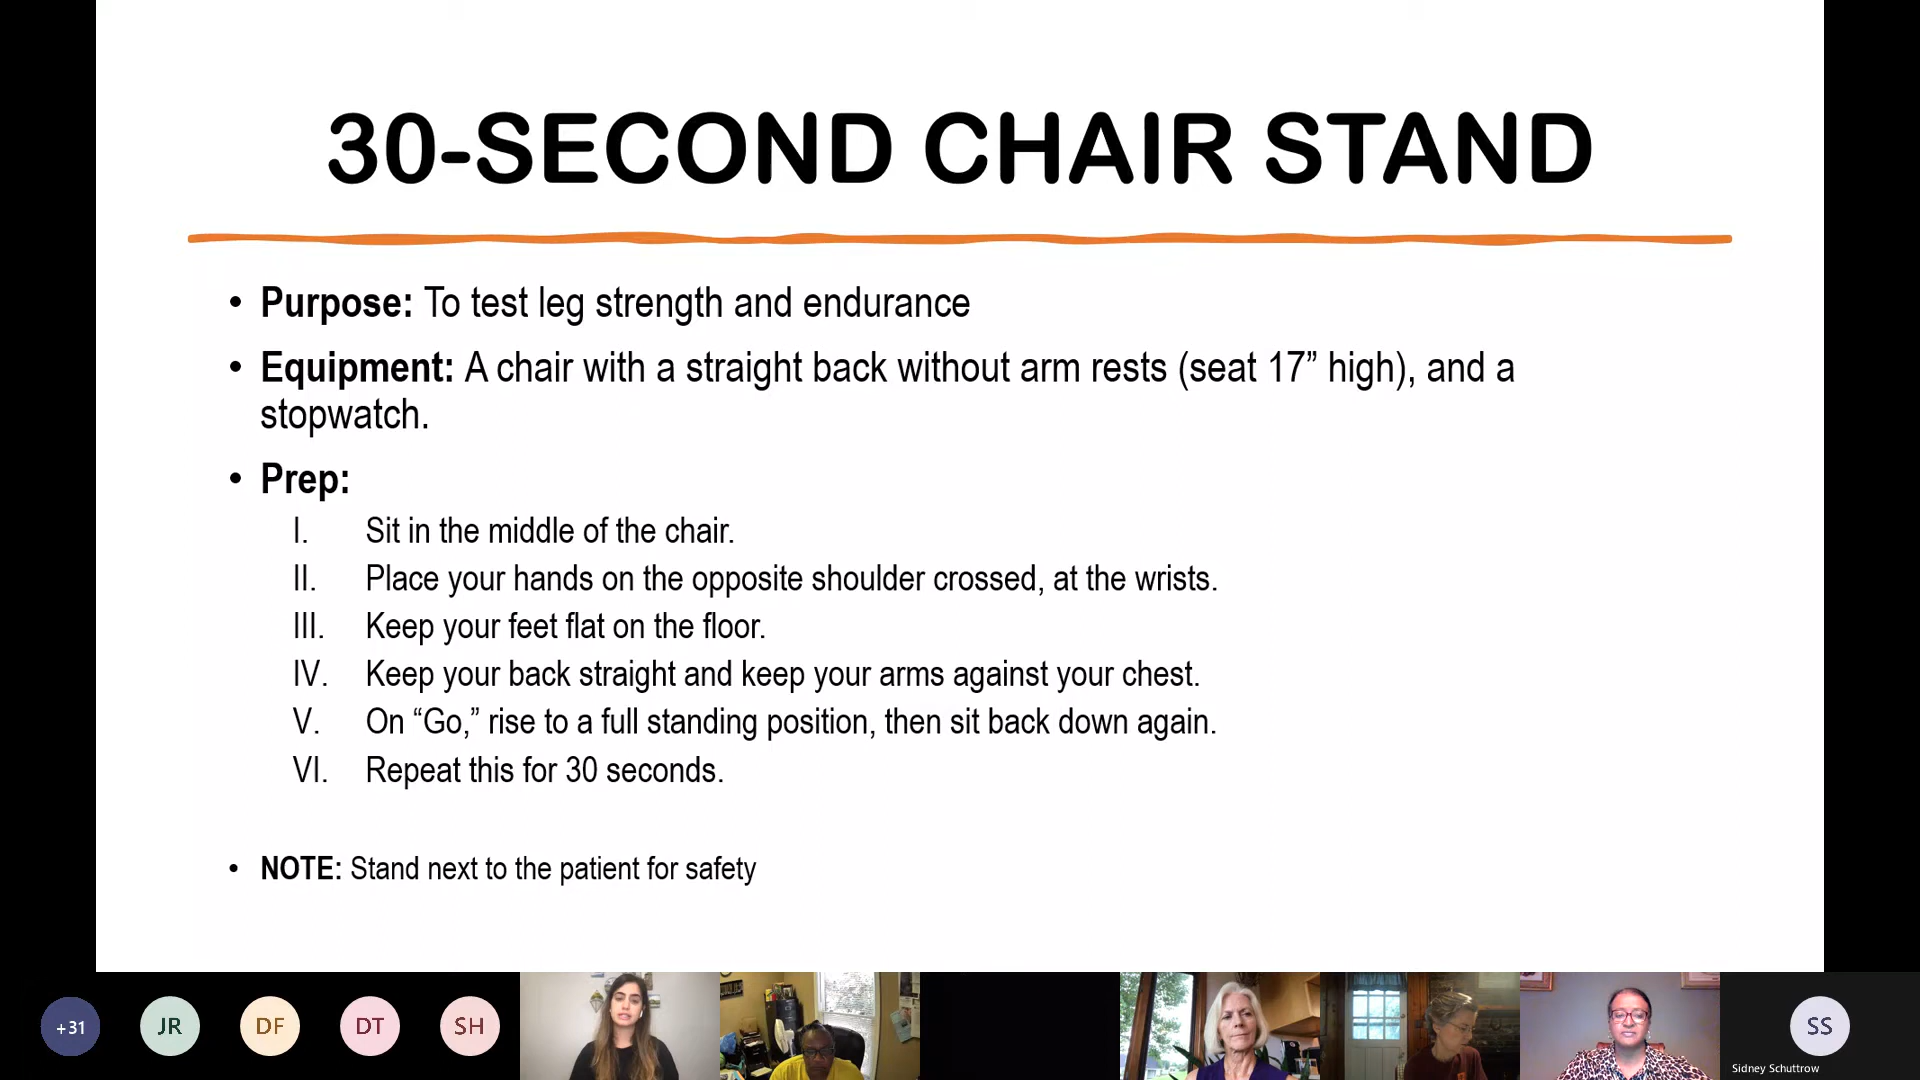 30-SECOND CHAIR STAND
• Purpose: To test leg strength and endurance
• Equipment: A chair with a straight back without arm rests (seat 17” high), and a
stopwatch.
• Prep:
I. Sit in the middle of the chair.
II. Place your hands on the opposite shoulder crossed, at the wrists.
III. Keep your feet flat on the floor.
IV. Keep your back straight and keep your arms against your chest.
V. On “Go,” rise to a full standing position, then sit back down again.
VI. Repeat this for 30 seconds.
• NOTE: Stand next to the patient for safety
+31 JR DF DT SH SS
Sidney Schuttrow